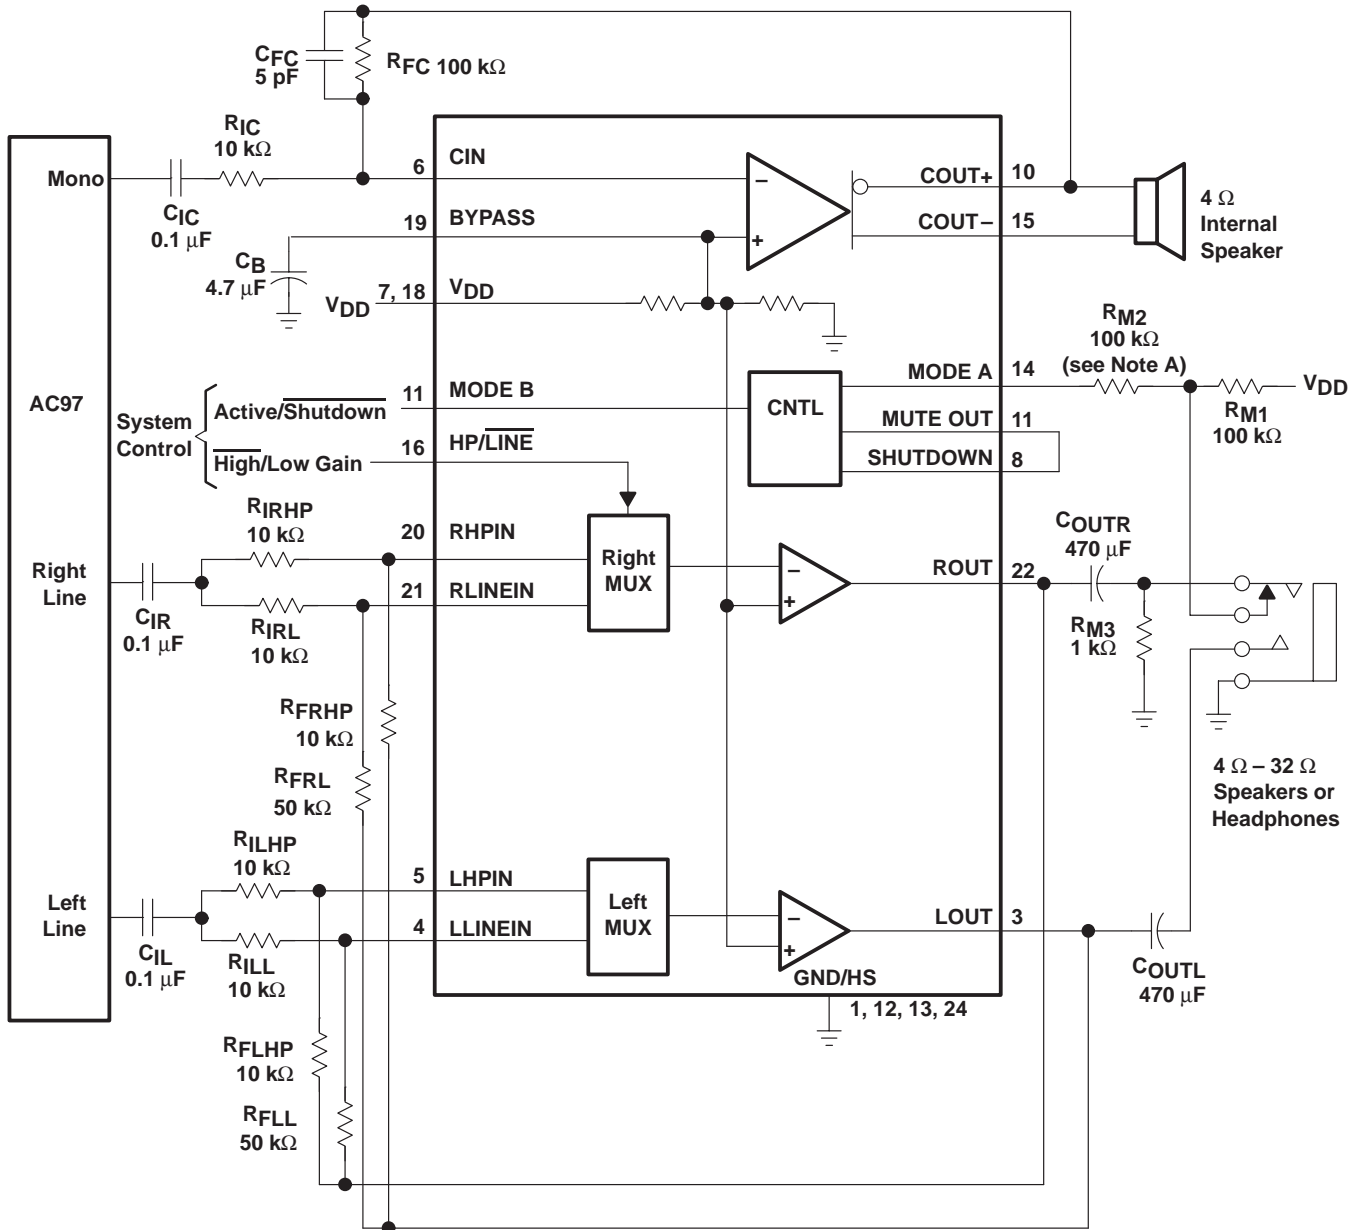 CFC
5 pF
RFC 100 kΩ
RIC
10 kΩ
Mono
CIC
0.1 μF
6
CIN
−
+
COUT+
10
COUT−
15
4 Ω
Internal
Speaker
19
BYPASS
CB
4.7 μF
VDD
7, 18
VDD
RM2
100 kΩ
(see Note A)
MODE A
14
VDD
RM1
100 kΩ
AC97
System
Control
Active/Shutdown
11
MODE B
CNTL
MUTE OUT
11
SHUTDOWN
8
High/Low Gain
16
HP/LINE
RIRHP
10 kΩ
20
RHPIN
Right
MUX
−
+
ROUT
22
COUTR
470 μF
Right
Line
CIR
0.1 μF
21
RLINEIN
RIRL
10 kΩ
RM3
1 kΩ
RFRHP
10 kΩ
RFRL
50 kΩ
4 Ω – 32 Ω
Speakers or
Headphones
RILHP
10 kΩ
5
LHPIN
Left
MUX
−
+
LOUT
3
Left
Line
CIL
0.1 μF
4
LLINEIN
RILL
10 kΩ
COUTL
470 μF
GND/HS
1, 12, 13, 24
RFLHP
10 kΩ
RFLL
50 kΩ